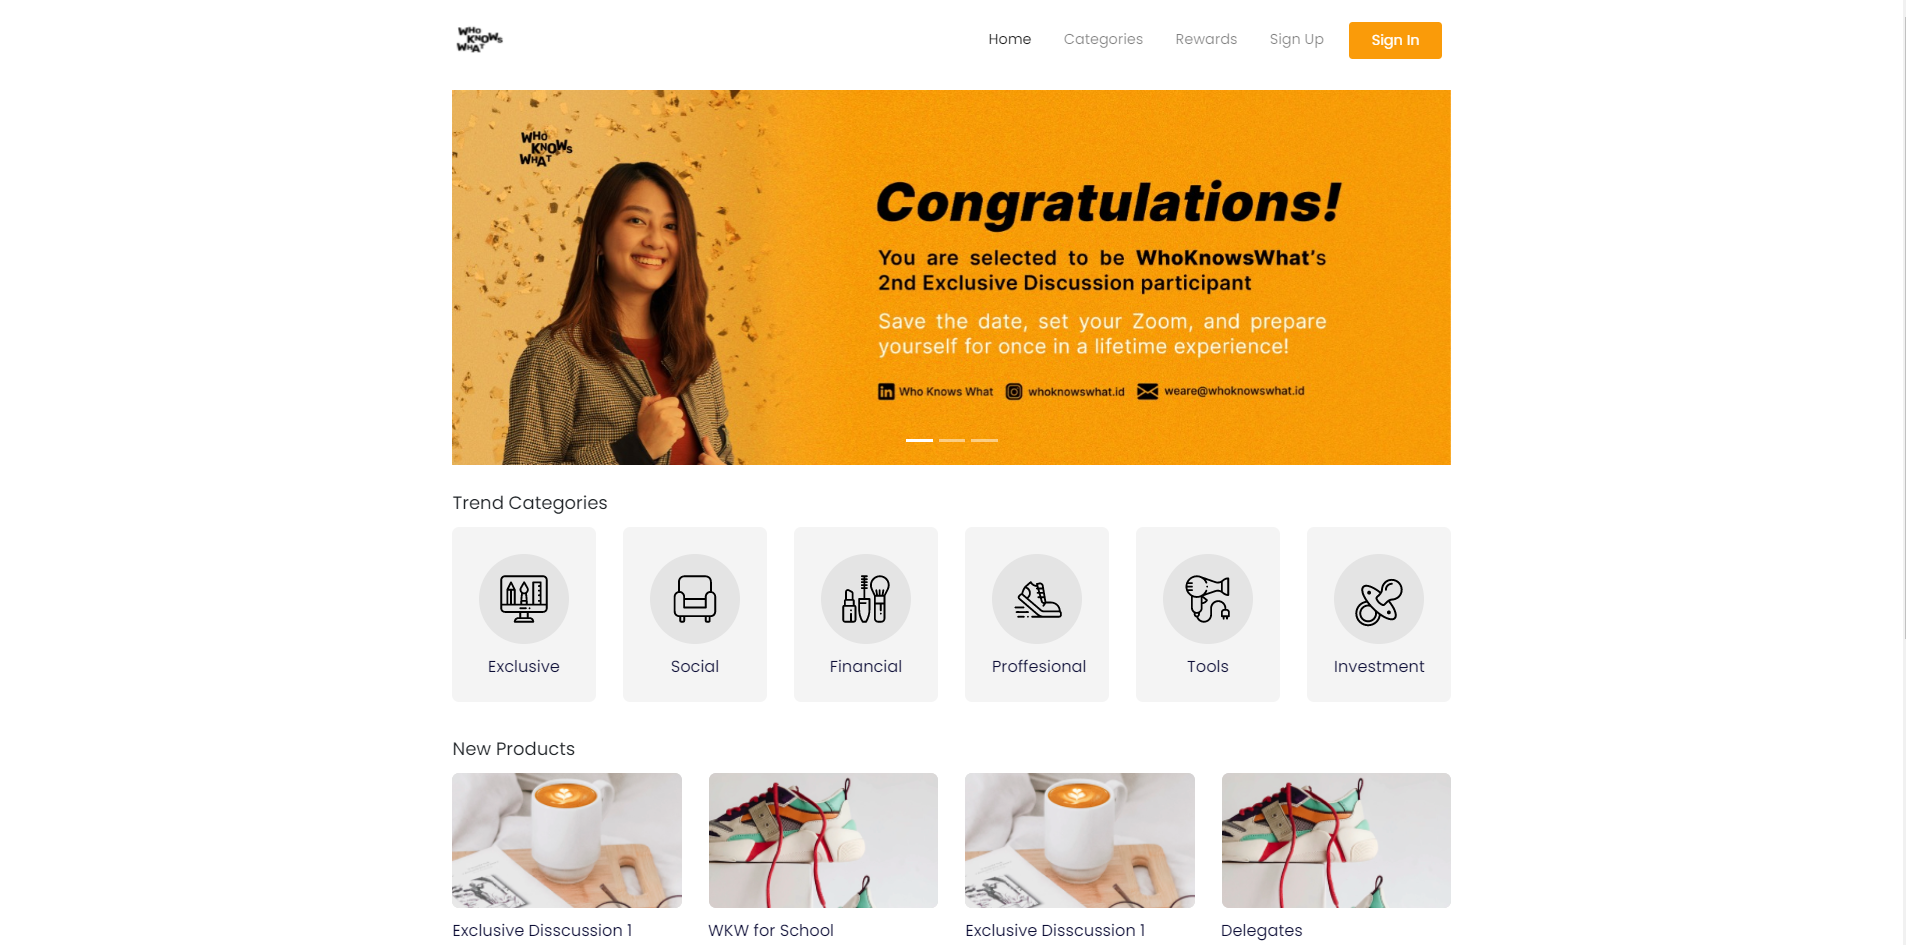 WHO
KNOWS
WHAT
Home Categories Rewards Sign Up Sign In
WHO
KNOWS
WHAT
Congratulations!
You are selected to be WhoKnowsWhat's
2nd Exclusive Discussion participant
Save the date, set your Zoom, and prepare
yourself for once in a lifetime experience!
in Who Knows What whoknowswhat.id weare@whoknowswhat.id
Trend Categories
Exclusive Social Financial Proffesional Tools Investment
New Products
Exclusive Disscussion 1 WKW for School Exclusive Disscussion 1 Delegates